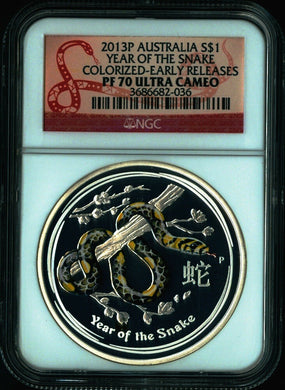 2013P AUSTRALIA S$1
YEAR OF THE SNAKE
COLORIZED-EARLY RELEASES
PF 70 ULTRA CAMEO
3686682-036
NGC
P
蛇
Year of the Snake